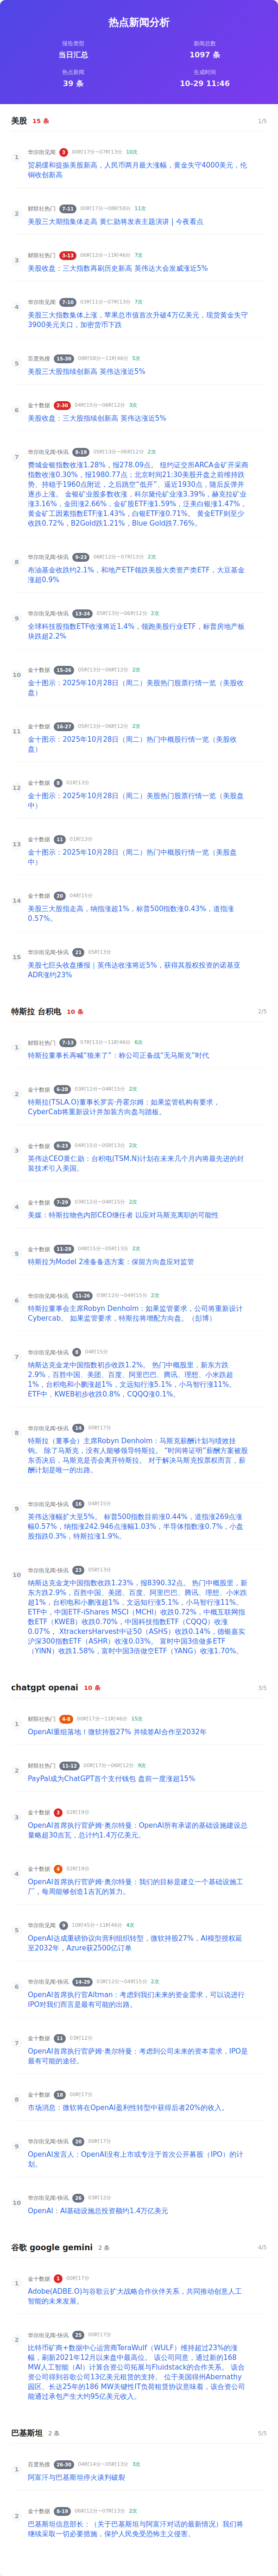 热点新闻分析
报告类型
新闻总数
当日汇总
1097 条
热点新闻
生成时间
39 条
10-29 11:46
美股 15 条
1/5
1
华尔街见闻 3 00时17分~07时13分 10次
贸易缓和提振美股新高，人民币两月最大涨幅，黄金失守4000美元，伦
铜收创新高
2
财联社热门 7-11 00时17分~00时58分 11次
美股三大期指集体走高 黄仁勋将发表主题演讲 | 今夜看点
3
财联社热门 3-13 06时12分~11时46分 7次
美股收盘：三大指数再刷历史新高 英伟达大会发威涨近5%
4
华尔街见闻 7-10 03时11分~07时13分 7次
美股三大指数集体上涨，苹果总市值首次升破4万亿美元，现货黄金失守
3900美元关口，加密货币下跌
5
百度热搜 15-30 08时58分~11时46分 5次
美股三大股指续创新高 英伟达涨近5%
6
金十数据 2-30 04时15分~06时12分 3次
美股收盘：三大股指续创新高 英伟达涨近5%
7
华尔街见闻-快讯 8-19 05时13分~06时12分 2次
费城金银指数收涨1.28%，报278.09点。 纽约证交所ARCA金矿开采商
指数收涨0.30%，报1980.77点；北京时间21:30美股开盘之前维持跌
势、持稳于1960点附近，之后跳空“低开”、逼近1930点，随后反弹并
逐步上涨。 金银矿业股多数收涨，科尔黛伦矿业涨3.39%，赫克拉矿业
涨3.16%，金田涨2.66%，金矿股ETF涨1.59%，泛美白银涨1.47%，
黄金矿工因素指数ETF涨1.43%，白银ETF涨0.71%。 黄金ETF则至少
收跌0.72%，B2Gold跌1.21%，Blue Gold跌7.76%。
8
华尔街见闻-快讯 9-23 06时12分~07时13分 2次
布油基金收跌约2.1%，和地产ETF领跌美股大类资产类ETF，大豆基金
涨超0.9%
9
华尔街见闻-快讯 13-24 05时13分~06时12分 2次
全球科技股指数ETF收涨将近1.4%，领跑美股行业ETF，标普房地产板
块跌超2.2%
10
金十数据 15-26 05时13分~06时12分 2次
金十图示：2025年10月28日（周二）美股热门股票行情一览（美股收
盘）
11
金十数据 16-27 05时13分~06时12分 2次
金十图示：2025年10月28日（周二）热门中概股行情一览（美股收
盘）
12
金十数据 8 01时13分
金十图示：2025年10月28日（周二）美股热门股票行情一览（美股盘
中）
13
金十数据 15 01时13分
金十图示：2025年10月28日（周二）热门中概股行情一览（美股盘
中）
14
金十数据 20 04时15分
美股三大股指走高，纳指涨超1%，标普500指数涨0.43%，道指涨
0.57%。
15
华尔街见闻-快讯 21 05时13分
美股七巨头收盘播报｜英伟达收涨将近5%，获得其股权投资的诺基亚
ADR涨约23%
特斯拉 台积电 10 条
2/5
1
财联社热门 7-13 07时13分~11时46分 6次
特斯拉董事长再喊“狼来了”：称公司正备战“无马斯克”时代
2
金十数据 6-28 03时12分~04时15分 2次
特斯拉(TSLA.O)董事长罗宾·丹霍尔姆：如果监管机构有要求，
CyberCab将重新设计并加装方向盘与踏板。
3
金十数据 6-23 04时15分~05时13分 2次
英伟达CEO黄仁勋：台积电(TSM.N)计划在未来几个月内将最先进的封
装技术引入美国。
4
金十数据 7-29 03时12分~04时15分 2次
美媒：特斯拉物色内部CEO继任者 以应对马斯克离职的可能性
5
金十数据 11-28 04时15分~05时13分 2次
特斯拉为Model 2准备备选方案：保留方向盘应对监管
6
华尔街见闻-快讯 11-26 03时12分~04时15分 2次
特斯拉董事会主席Robyn Denholm：如果监管要求，公司将重新设计
Cybercab。 如果监管要求，特斯拉将增配方向盘。（彭博）
7
华尔街见闻-快讯 8 04时15分
纳斯达克金龙中国指数初步收跌1.2%。 热门中概股里，新东方跌
2.9%，百胜中国、美团、百度、阿里巴巴、腾讯、理想、小米跌超
1%，台积电和小鹏涨超1%，文远知行涨5.1%，小马智行涨11%。
ETF中，KWEB初步收跌0.8%，CQQQ涨0.1%。
8
华尔街见闻-快讯 14 00时17分
特斯拉（董事会）主席Robyn Denholm：马斯克薪酬计划与绩效挂
钩。 除了马斯克，没有人能够领导特斯拉。 “时间将证明”薪酬方案被股
东否决后，马斯克是否会离开特斯拉。 对于解决马斯克投票权而言，薪
酬计划是唯一的出路。
9
华尔街见闻-快讯 16 04时15分
英伟达涨幅扩大至5%。 标普500指数目前涨0.44%，道指涨269点涨
幅0.57%，纳指涨242.946点涨幅1.03%，半导体指数涨0.7%，小盘
股指跌0.3%，特斯拉涨1.9%。
10
华尔街见闻-快讯 23 05时13分
纳斯达克金龙中国指数收跌1.23%，报8390.32点。 热门中概股里，新
东方跌2.9%，百胜中国、美团、百度、阿里巴巴、腾讯、理想、小米跌
超1%，台积电和小鹏涨超1%，文远知行涨5.1%，小马智行涨11%。
ETF中，中国ETF-iShares MSCI（MCHI）收跌0.72%，中概互联网指
数ETF（KWEB）收跌0.70%，中国科技指数ETF（CQQQ）收涨
0.07%， XtrackersHarvest中证50（ASHS）收涨0.14%，德银嘉实
沪深300指数ETF（ASHR）收涨0.03%。 富时中国3倍做多ETF
（YINN）收跌1.58%，富时中国3倍做空ETF（YANG）收涨1.70%。
chatgpt openai 10 条
3/5
1
财联社热门 4-8 00时17分~11时46分 15次
OpenAI重组落地！微软持股27% 并续签AI合作至2032年
2
财联社热门 11-12 00时17分~06时12分 9次
PayPal成为ChatGPT首个支付钱包 盘前一度涨超15%
3
金十数据 3 02时19分
OpenAI首席执行官萨姆·奥尔特曼：OpenAI所有承诺的基础设施建设总
量略超30吉瓦，总计约1.4万亿美元。
4
金十数据 4 02时19分
OpenAI首席执行官萨姆·奥尔特曼：我们的目标是建立一个基础设施工
厂，每周能够创造1吉瓦的算力。
5
华尔街见闻 9 10时45分~11时46分 4次
OpenAI达成重磅协议向营利组织转型，微软持股27%，AI模型授权延
至2032年，Azure获2500亿订单
6
华尔街见闻-快讯 14-29 03时12分~04时15分 2次
OpenAI首席执行官Altman：考虑到我们未来的资金需求，可以说进行
IPO对我们而言是最有可能的出路。
7
金十数据 11 03时12分
OpenAI首席执行官萨姆·奥尔特曼：考虑到公司未来的资本需求，IPO是
最有可能的途径。
8
金十数据 18 00时17分
市场消息：微软将在OpenAI盈利性转型中获得后者20%的收入。
9
华尔街见闻-快讯 20 00时17分
OpenAI发言人：OpenAI没有上市或专注于首次公开募股（IPO）的计
划。
10
华尔街见闻-快讯 26 03时12分
OpenAI：AI基础设施总投资额约1.4万亿美元
谷歌 google gemini 2 条
4/5
1
金十数据 1 00时17分
Adobe(ADBE.O)与谷歌云扩大战略合作伙伴关系，共同推动创意人工
智能的未来发展。
2
华尔街见闻-快讯 25 00时17分
比特币矿商+数据中心运营商TeraWulf（WULF）维持超过23%的涨
幅，刷新2021年12月以来盘中最高位。 该公司同意，通过新的168
MW人工智能（AI）计算合资公司拓展与Fluidstack的合作关系。 该合
资公司得到谷歌公司13亿美元租赁的支持。 位于美国得州Abernathy
园区、长达25年的186 MW关键性IT负荷租赁协议意味着，该合资公司
能通过承包产生大约95亿美元收入。
巴基斯坦 2 条
5/5
1
百度热搜 26-30 04时14分~05时13分 3次
阿富汗与巴基斯坦停火谈判破裂
2
金十数据 8-19 06时12分~07时13分 2次
巴基斯坦信息部长：（关于巴基斯坦与阿富汗对话的最新情况）我们将
继续采取一切必要措施，保护人民免受恐怖主义侵害。